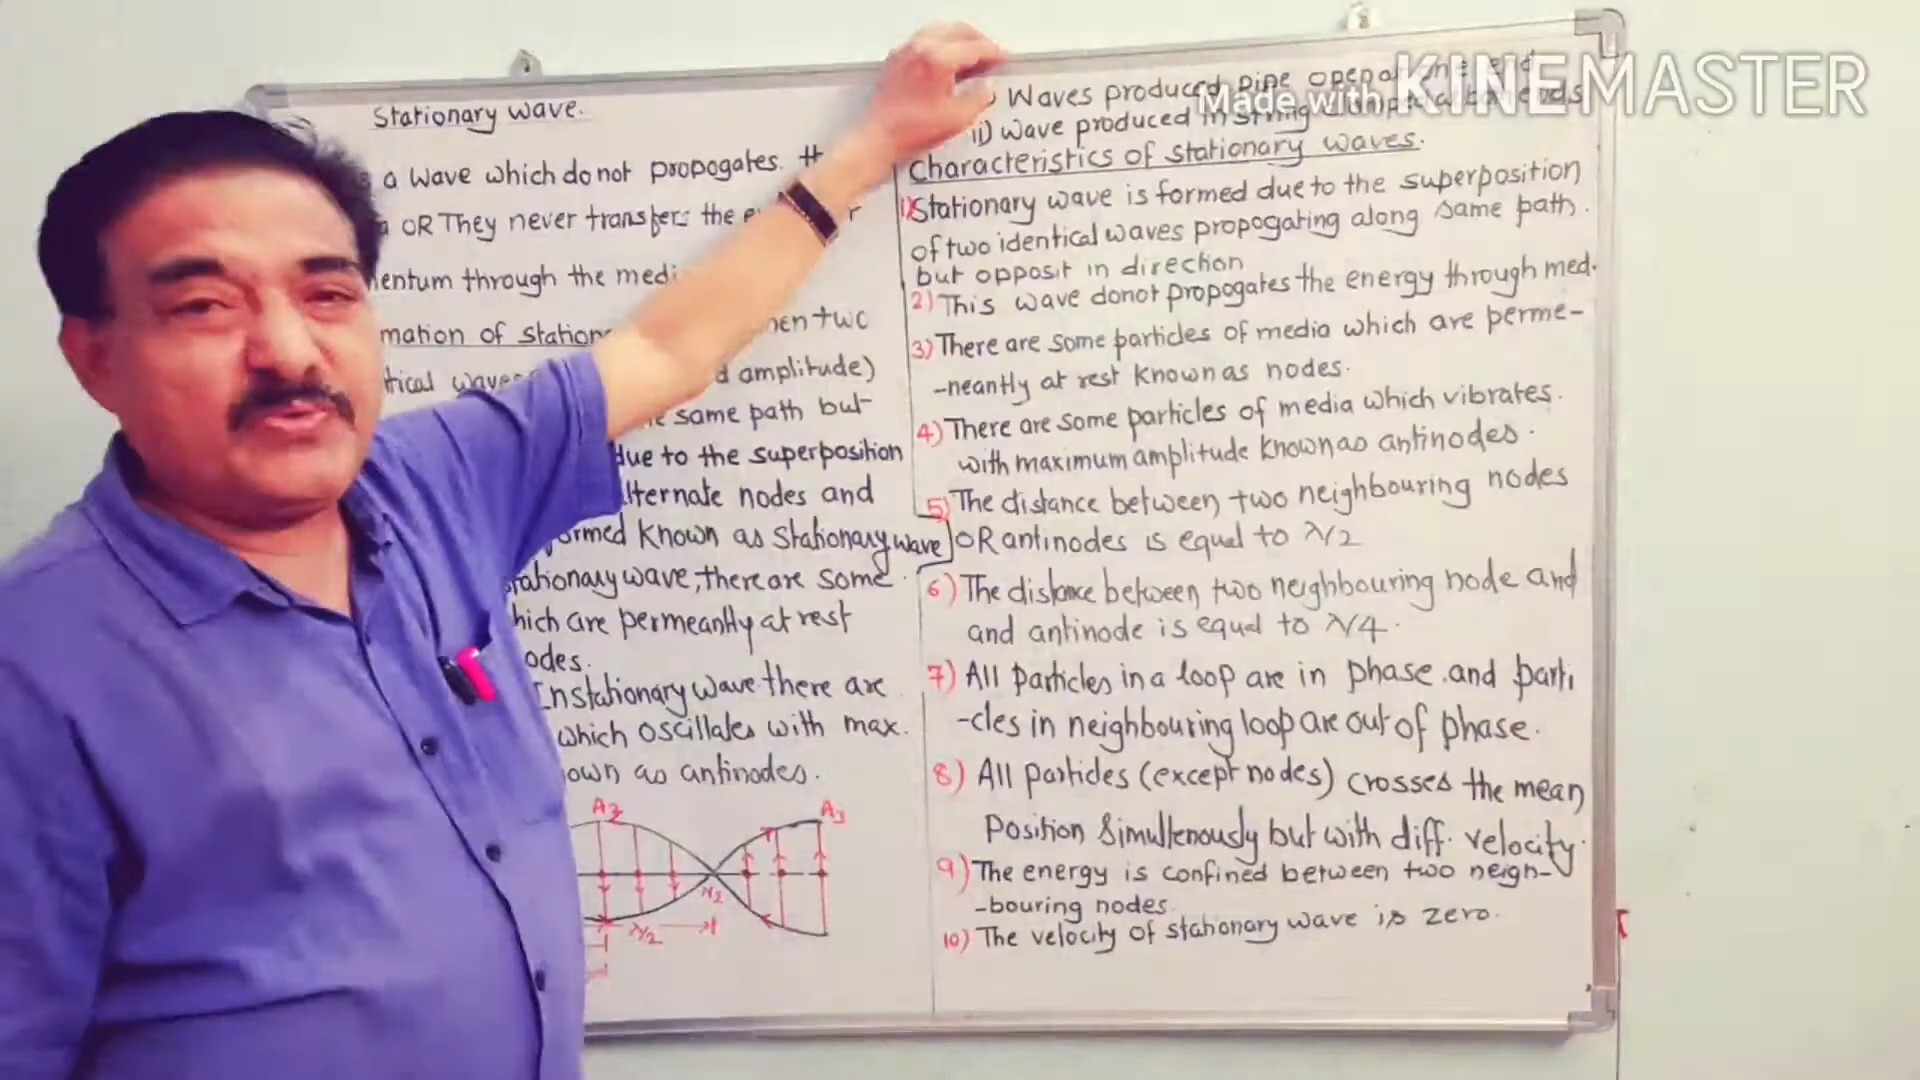 Stationary wave.
a wave which do not propogates.
OR They never transfers the
entum through the medi
mation of station
tical wave
amplitude)
same path but
due to the superposition
lternate nodes and
ormed known as stationary wave
tationary wave, there are some
hich are permeantly at rest
odes.
In stationary wave there are
which oscillates with max.
own as antinodes.
A2 A3
N2
λ/2
Waves produced pipe open
ii) wave produced in string
Characteristics of stationary waves.
1) Stationary wave is formed due to the superposition
of two identical waves propogating along same path.
but opposit in direction
2) This wave donot propogates the energy through med.
3) There are some particles of media which are perme-
-neantly at rest known as nodes.
4) There are some particles of media which vibrates.
with maximum amplitude known as antinodes.
5) The distance between two neighbouring nodes
OR antinodes is equal to λ/2
6) The distance between two neighbouring node and
and antinode is equal to λ/4.
7) All particles in a loop are in phase. and parti
-cles in neighbouring loop are out of phase.
8) All particles (except nodes) crosses the mean
position simultenously but with diff. velocity.
9) The energy is confined between two neigh-
-bouring nodes.
10) The velocity of stationary wave is zero.
Made with KINEMASTER